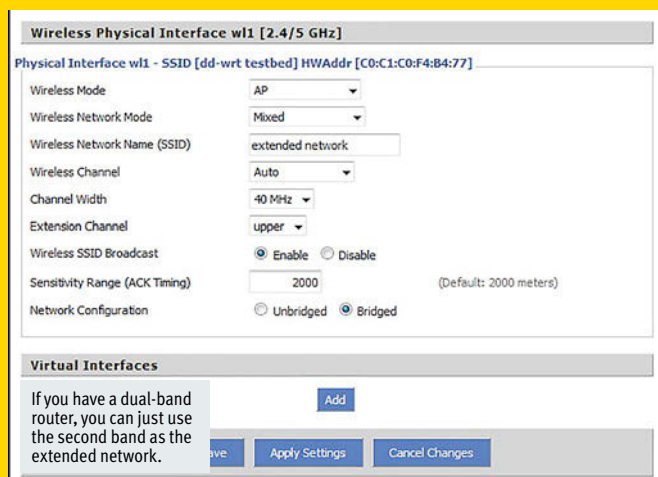 Wireless Physical Interface wl1 [2.4/5 GHz]
Physical Interface wl1 - SSID [dd-wrt testbed] HWAddr [C0:C1:C0:F4:B4:77]
Wireless Mode AP
Wireless Network Mode Mixed
Wireless Network Name (SSID) extended network
Wireless Channel Auto
Channel Width 40 MHz
Extension Channel upper
Wireless SSID Broadcast Enable Disable
Sensitivity Range (ACK Timing) 2000 (Default: 2000 meters)
Network Configuration Unbridged Bridged
Virtual Interfaces
Add
If you have a dual-band
router, you can just use
the second band as the
extended network.
Apply Settings Cancel Changes